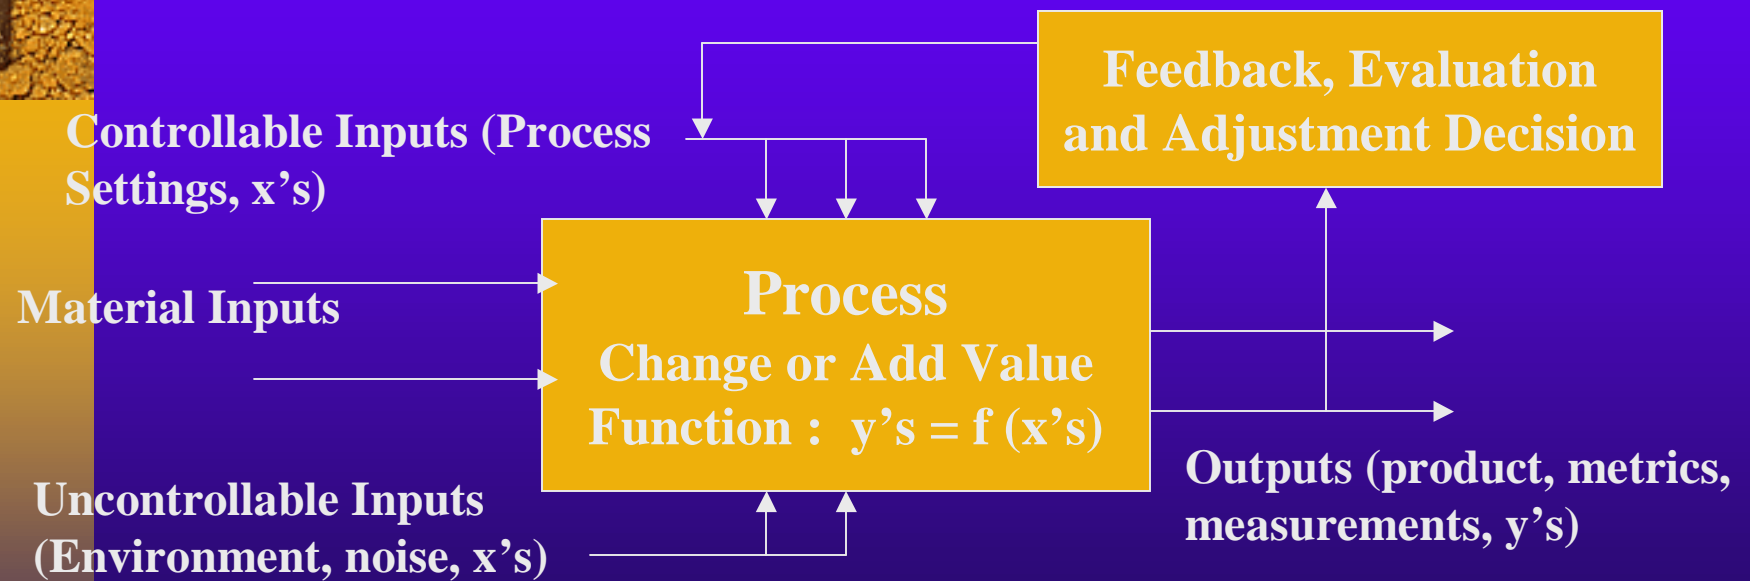 Feedback, Evaluation
and Adjustment Decision
Controllable Inputs (Process
Settings, x’s)
Material Inputs
Process
Change or Add Value
Function :  y’s = f (x’s)
Uncontrollable Inputs
(Environment, noise, x’s)
Outputs (product, metrics,
measurements, y’s)